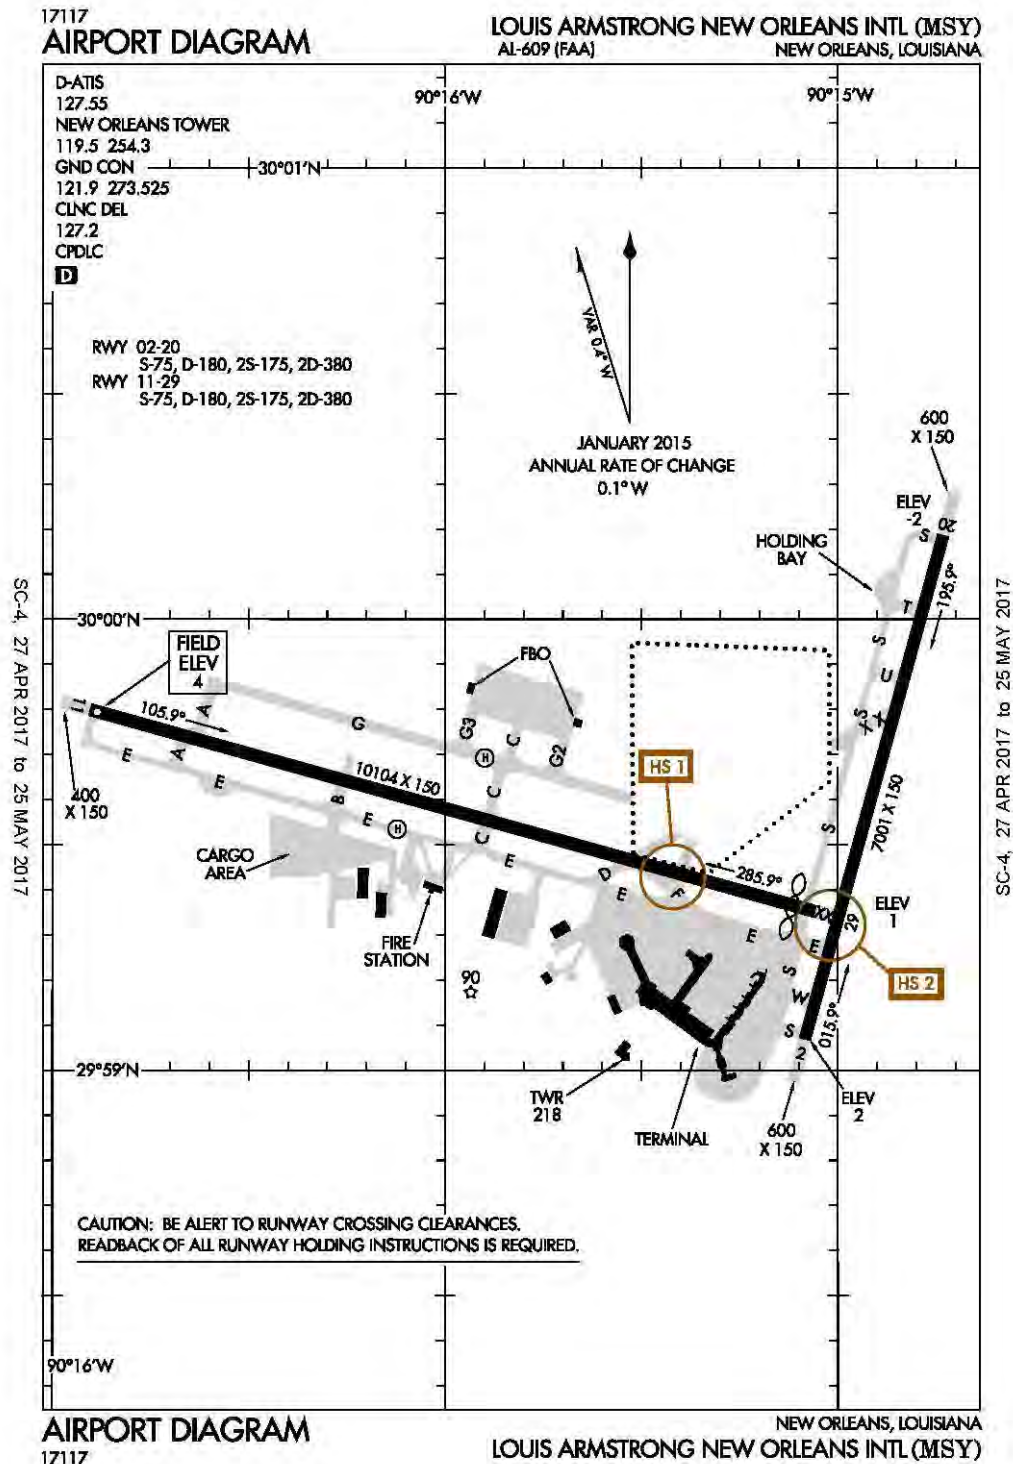 17117
AIRPORT DIAGRAM
LOUIS ARMSTRONG NEW ORLEANS INTL (MSY)
AL-609 (FAA)
NEW ORLEANS, LOUISIANA
D-ATIS
127.55
NEW ORLEANS TOWER
119.5 254.3
GND CON
121.9 273.525
CLNC DEL
127.2
CPDLC
D
90°16'W
90°15'W
30°01'N
RWY 02-20
S-75, D-180, 2S-175, 2D-380
RWY 11-29
S-75, D-180, 2S-175, 2D-380
VAR 0.4° W
JANUARY 2015
ANNUAL RATE OF CHANGE
0.1° W
600
X 150
ELEV
-2
S
20
HOLDING
BAY
T
195.9°
30°00'N
S
U
S
X
X
FIELD
ELEV
4
FBO
11
105.9°
A
G
G3
C
G2
H
E
A
E
10104 X 150
B
E
H
C
C
E
400
X 150
HS 1
7001 X 150
S
CARGO
AREA
285.9°
D
E
F
XX
29
ELEV
1
E
E
FIRE
STATION
HS 2
90
S
W
S
2
015.9°
29°59'N
TWR
218
TERMINAL
ELEV
2
600
X 150
CAUTION: BE ALERT TO RUNWAY CROSSING CLEARANCES.
READBACK OF ALL RUNWAY HOLDING INSTRUCTIONS IS REQUIRED.
90°16'W
SC-4, 27 APR 2017 to 25 MAY 2017
SC-4, 27 APR 2017 to 25 MAY 2017
AIRPORT DIAGRAM
17117
NEW ORLEANS, LOUISIANA
LOUIS ARMSTRONG NEW ORLEANS INTL (MSY)